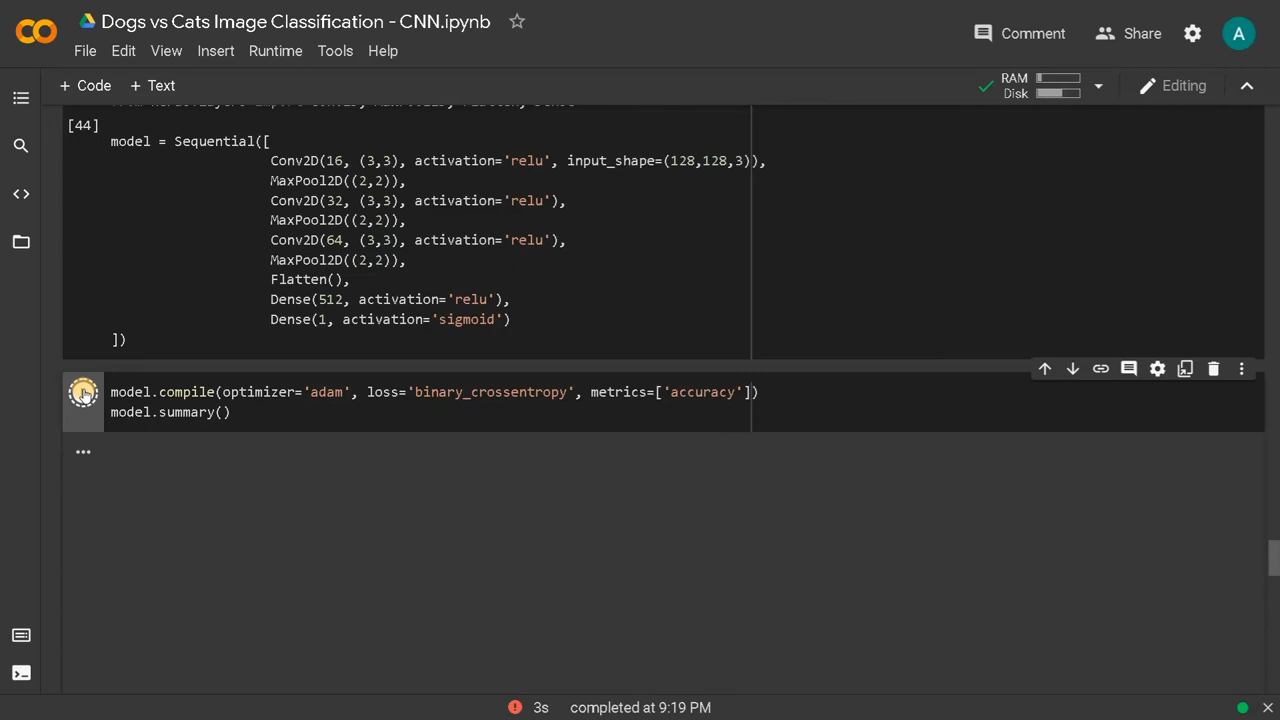 Dogs vs Cats Image Classification - CNN.ipynb
File Edit View Insert Runtime Tools Help
Comment
Share
A
+ Code + Text
RAM
Disk
Editing
[44]
model = Sequential([
Conv2D(16, (3,3), activation='relu', input_shape=(128,128,3)),
MaxPool2D((2,2)),
Conv2D(32, (3,3), activation='relu'),
MaxPool2D((2,2)),
Conv2D(64, (3,3), activation='relu'),
MaxPool2D((2,2)),
Flatten(),
Dense(512, activation='relu'),
Dense(1, activation='sigmoid')
])
model.compile(optimizer='adam', loss='binary_crossentropy', metrics=['accuracy'])
model.summary()
3s completed at 9:19 PM